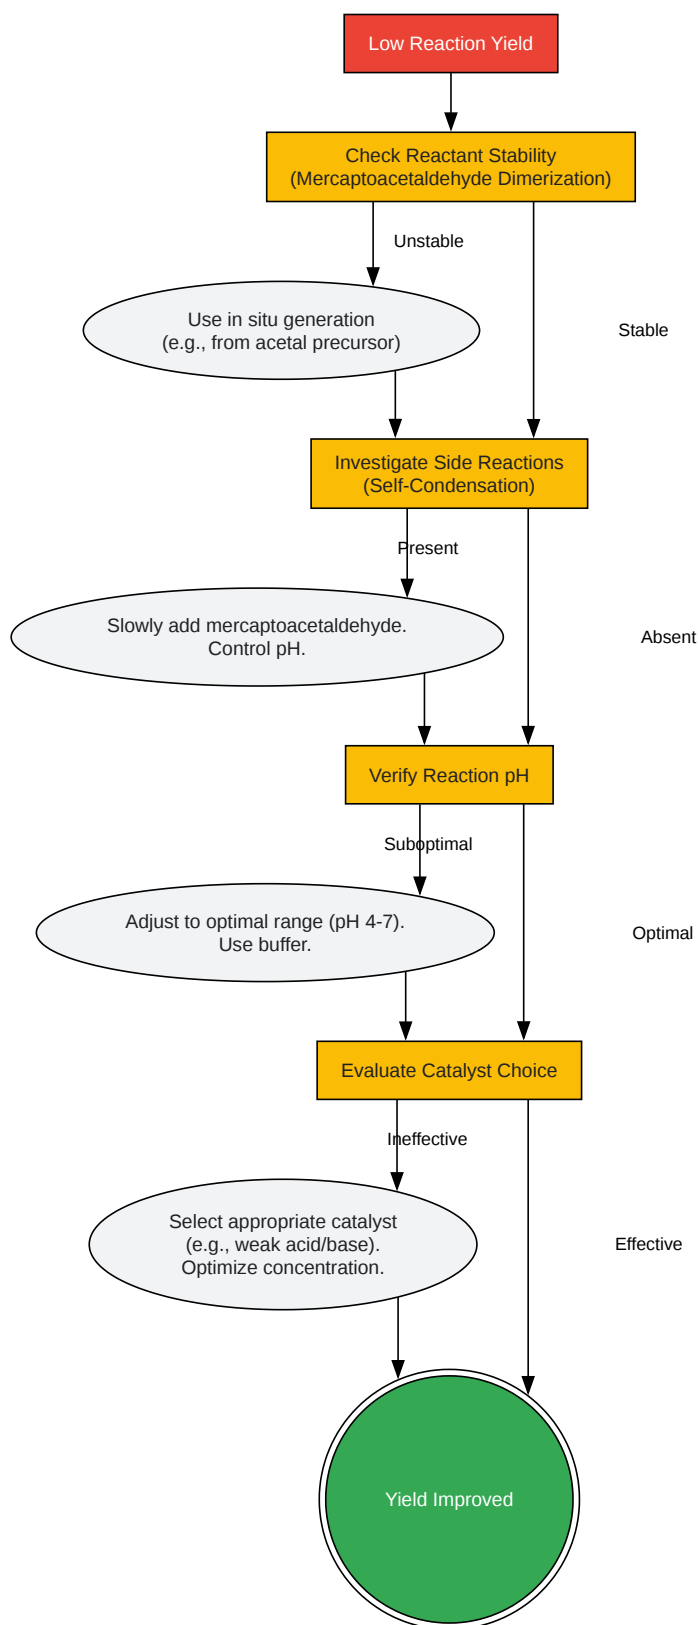 Low Reaction Yield
Check Reactant Stability
(Mercaptoacetaldehyde Dimerization)
Unstable
Use in situ generation
(e.g., from acetal precursor)
Stable
Investigate Side Reactions
(Self-Condensation)
Present
Slowly add mercaptoacetaldehyde.
Control pH.
Absent
Verify Reaction pH
Suboptimal
Adjust to optimal range (pH 4-7).
Use buffer.
Optimal
Evaluate Catalyst Choice
Ineffective
Select appropriate catalyst
(e.g., weak acid/base).
Optimize concentration.
Effective
Yield Improved